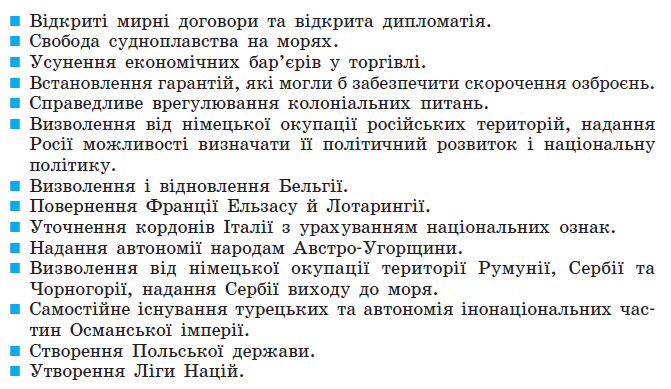 ■ Відкриті мирні договори та відкрита дипломатія.
■ Свобода судноплавства на морях.
■ Усунення економічних бар’єрів у торгівлі.
■ Встановлення гарантій, які могли б забезпечити скорочення озброєнь.
■ Справедливе врегулювання колоніальних питань.
■ Визволення від німецької окупації російських територій, надання
Росії можливості визначати її політичний розвиток і національну
політику.
■ Визволення і відновлення Бельгії.
■ Повернення Франції Ельзасу й Лотарингії.
■ Уточнення кордонів Італії з урахуванням національних ознак.
■ Надання автономії народам Австро-Угорщини.
■ Визволення від німецької окупації території Румунії, Сербії та
Чорногорії, надання Сербії виходу до моря.
■ Самостійне існування турецьких та автономія інонаціональних час-
тин Османської імперії.
■ Створення Польської держави.
■ Утворення Ліги Націй.